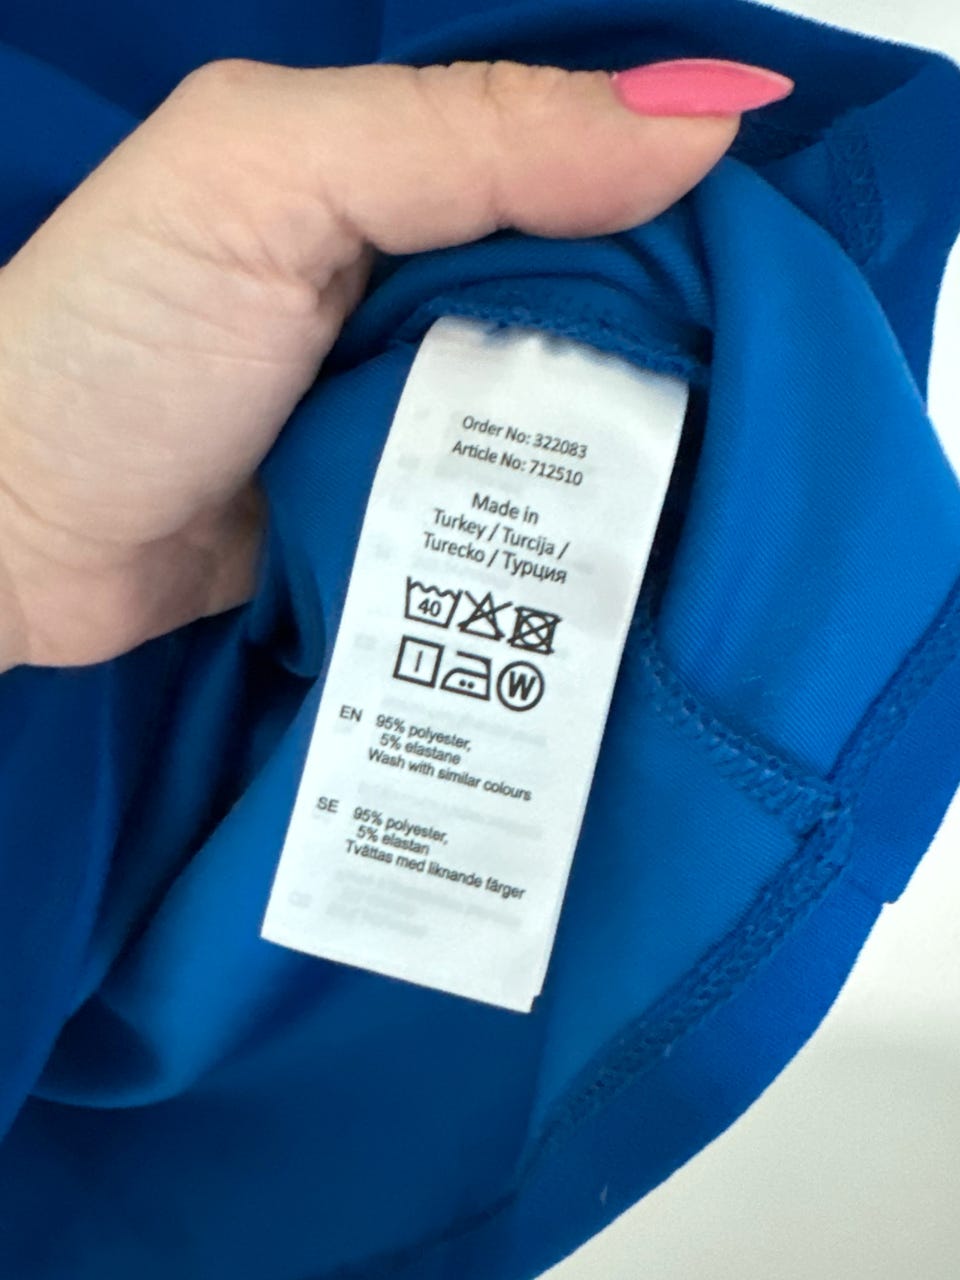 Order No: 322083
Article No: 712510
Made in
Turkey / Turcija /
Turecko / Турция
40
W
EN 95% polyester,
5% elastane
Wash with similar colours
SE 95% polyester,
5% elastan
Tvättas med liknande färger